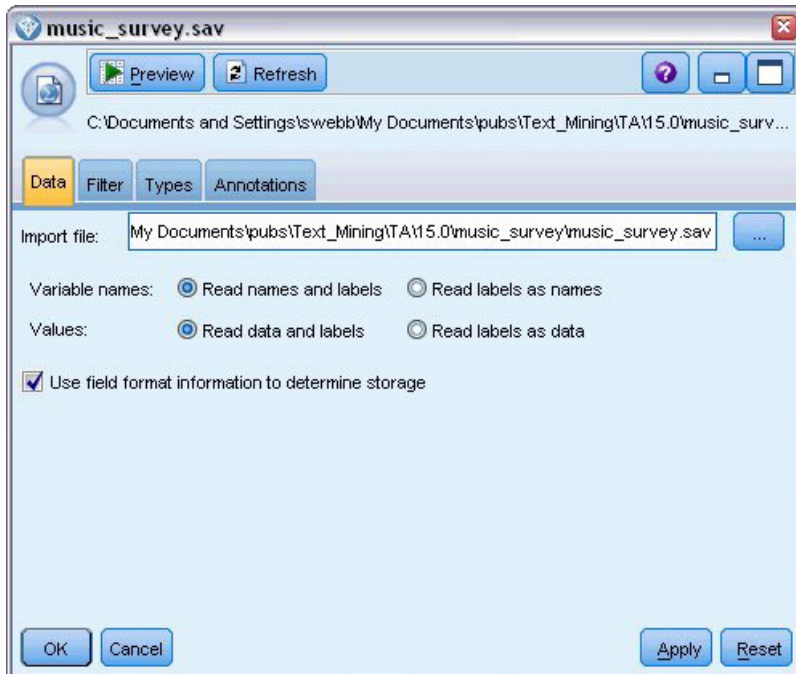 music_survey.sav
Preview Refresh
C:\Documents and Settings\swebb\My Documents\pubs\Text_Mining\TA\15.0\music_surv...
Data Filter Types Annotations
Import file: My Documents\pubs\Text_Mining\TA\15.0\music_survey\music_survey.sav ...
Variable names: Read names and labels Read labels as names
Values: Read data and labels Read labels as data
Use field format information to determine storage
OK Cancel Apply Reset